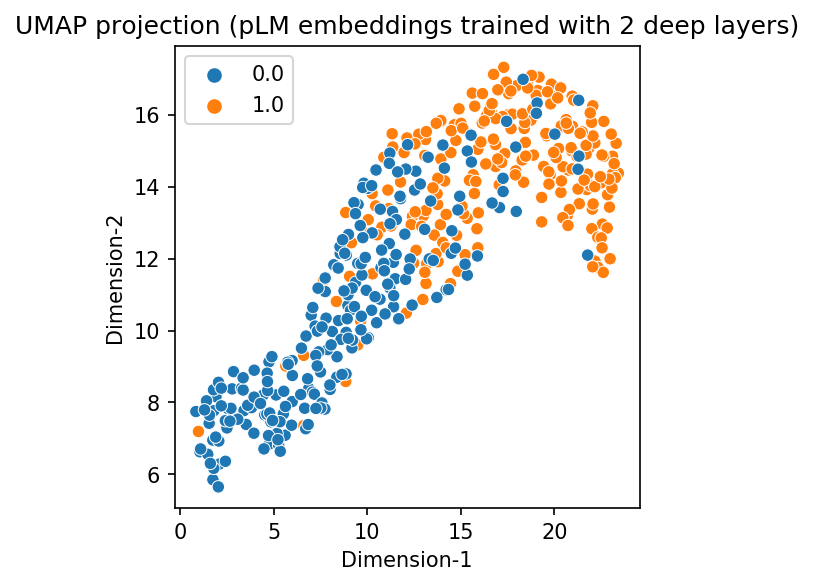 UMAP projection (pLM embeddings trained with 2 deep layers)
0.0
1.0
16
14
12
10
8
6
Dimension-2
0 5 10 15 20
Dimension-1